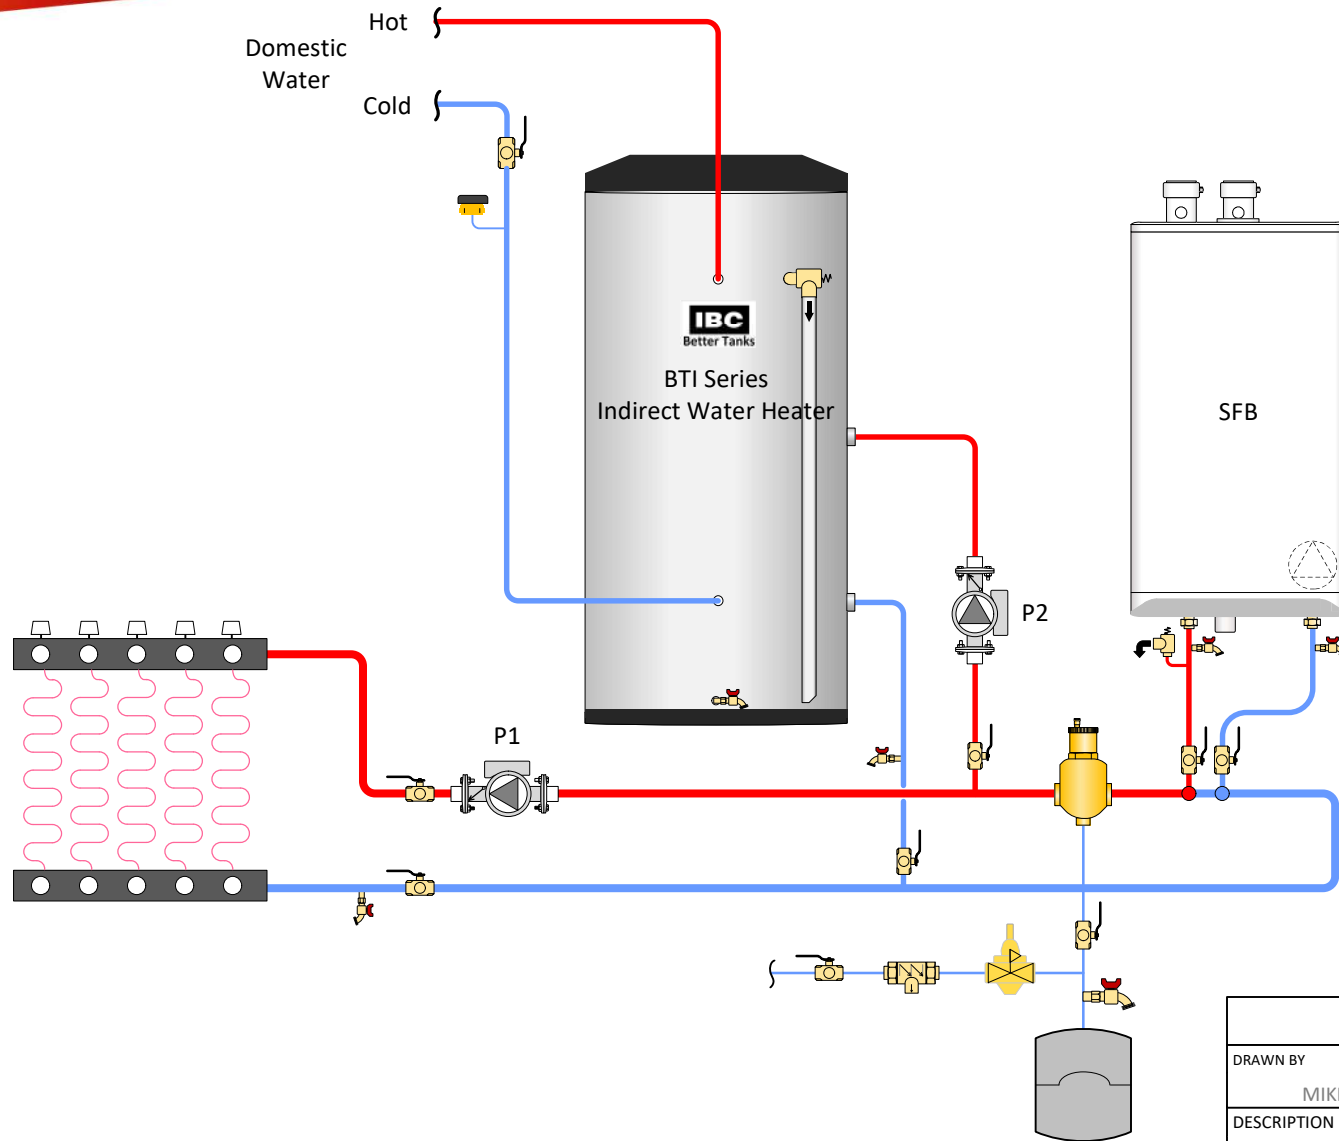 Hot
Domestic
Water
Cold
IBC
Better Tanks
BTI Series
Indirect Water Heater
SFB
P2
P1
DRAWN BY
DESCRIPTION